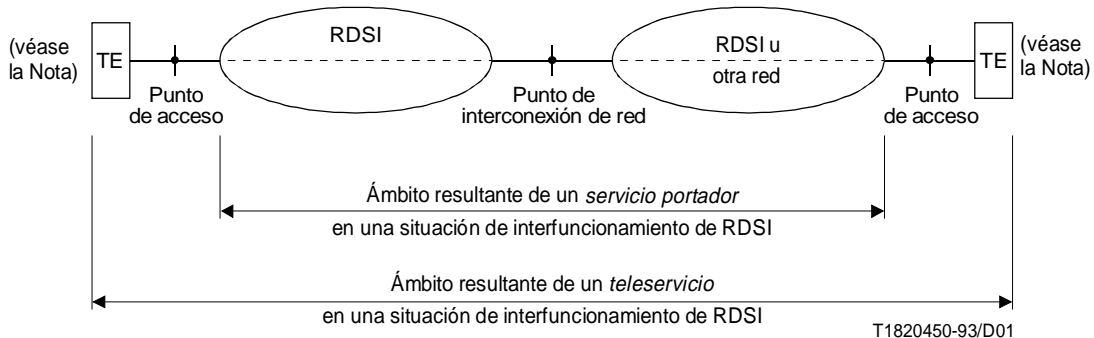 (véase
la Nota)
TE
RDSI
RDSI u
otra red
TE
(véase
la Nota)
Punto
de acceso
Punto de
interconexión de red
Punto
de acceso
Ámbito resultante de un servicio portador
en una situación de interfuncionamiento de RDSI
Ámbito resultante de un teleservicio
en una situación de interfuncionamiento de RDSI
T1820450-93/D01